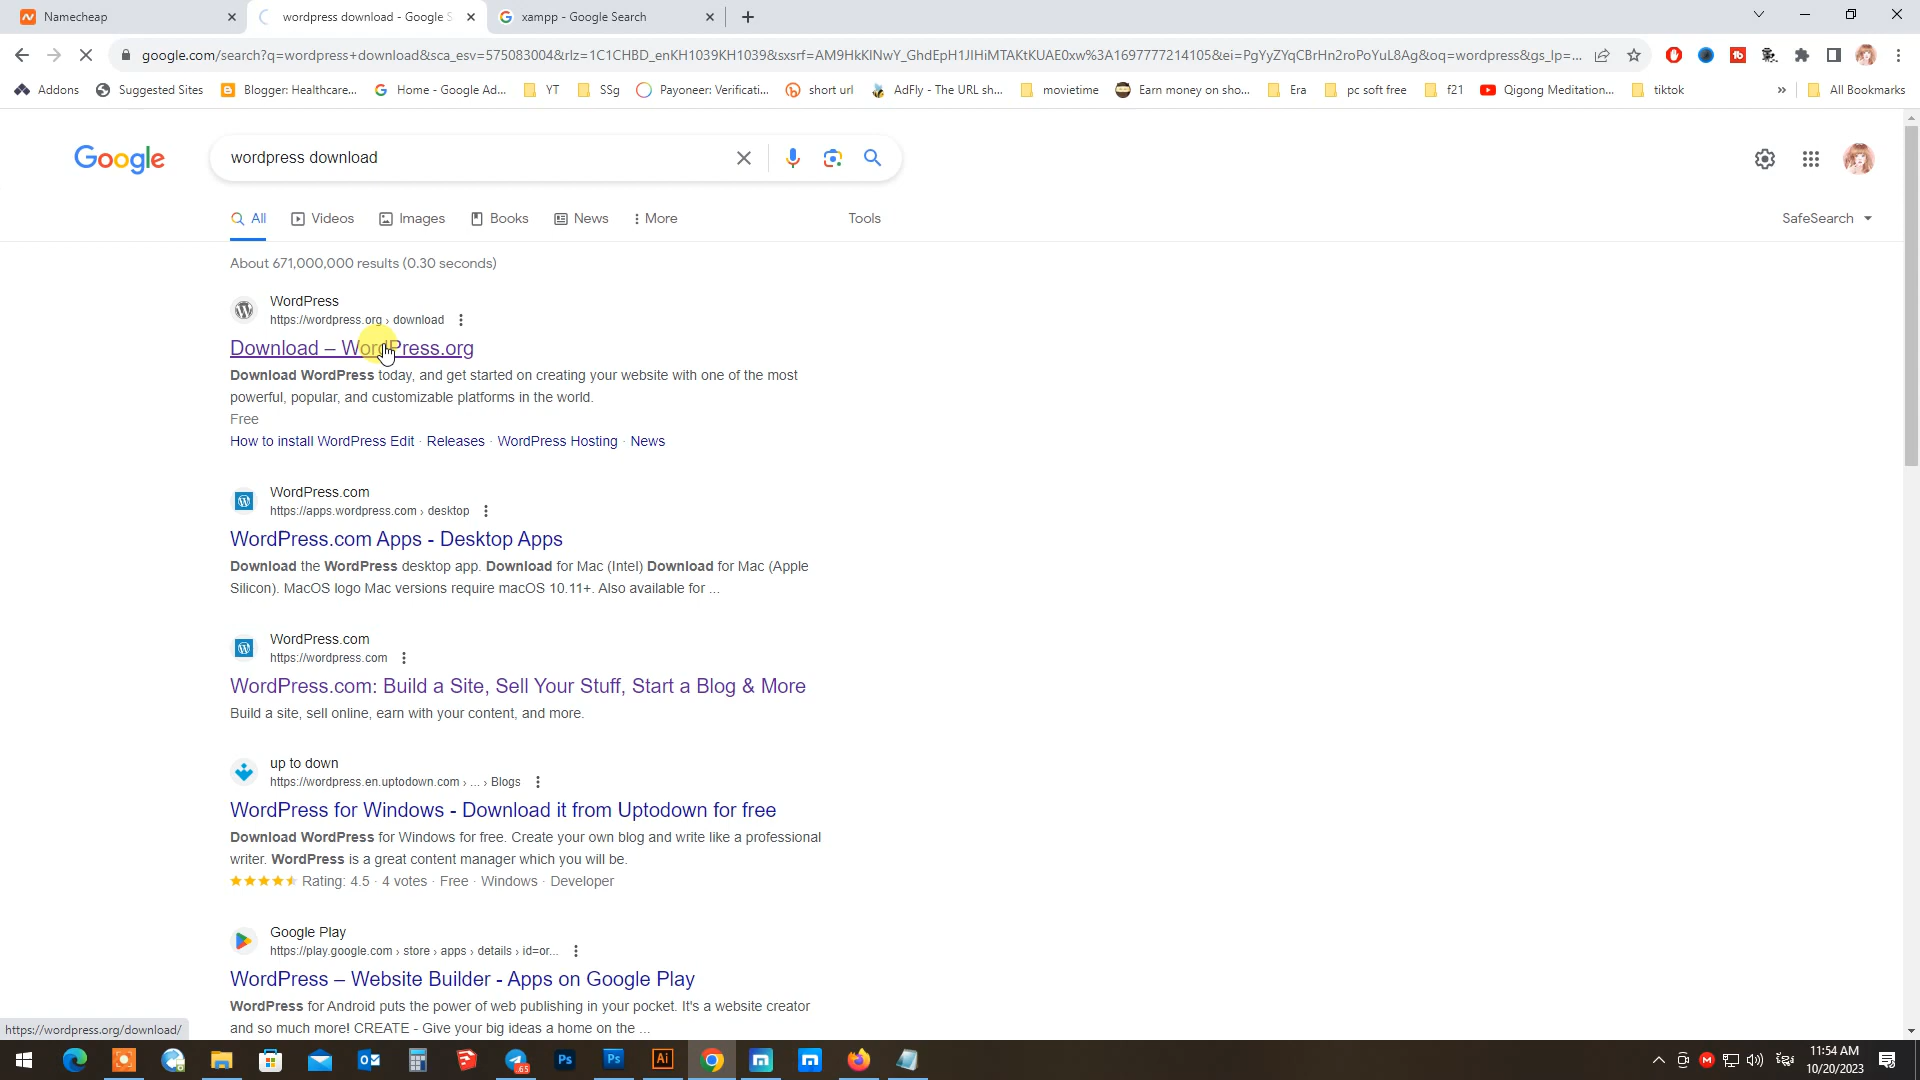 Namecheap
wordpress download - Google S
xampp - Google Search
google.com/search?q=wordpress+download&sca_esv=575083004&rlz=1C1CHBD_enKH1039KH1039&sxsrf=AM9HkKlNwY_GhdEpH1JIHiMTAKtKUAE0xw%3A1697777214105&ei=PgYyZYqCBrHn2roPoYuL8Ag&oq=wordpress&gs_lp=...
Addons
Suggested Sites
Blogger: Healthcare...
Home - Google Ad...
YT
SSg
Payoneer: Verificati...
short url
AdFly - The URL sh...
movietime
Earn money on sho...
Era
pc soft free
f21
Qigong Meditation...
tiktok
»
All Bookmarks
Google
wordpress download
All
Videos
Images
Books
News
More
Tools
SafeSearch
About 671,000,000 results (0.30 seconds)
WordPress
https://wordpress.org › download
Download – WordPress.org
Download WordPress today, and get started on creating your website with one of the most
powerful, popular, and customizable platforms in the world.
Free
How to install WordPress Edit · Releases · WordPress Hosting · News
WordPress.com
https://apps.wordpress.com › desktop
WordPress.com Apps - Desktop Apps
Download the WordPress desktop app. Download for Mac (Intel) Download for Mac (Apple
Silicon). MacOS logo Mac versions require macOS 10.11+. Also available for ...
WordPress.com
https://wordpress.com
WordPress.com: Build a Site, Sell Your Stuff, Start a Blog & More
Build a site, sell online, earn with your content, and more.
up to down
https://wordpress.en.uptodown.com › ... › Blogs
WordPress for Windows - Download it from Uptodown for free
Download WordPress for Windows for free. Create your own blog and write like a professional
writer. WordPress is a great content manager which you will be.
Rating: 4.5 · 4 votes · Free · Windows · Developer
Google Play
https://play.google.com › store › apps › details › id=or...
WordPress – Website Builder - Apps on Google Play
WordPress for Android puts the power of web publishing in your pocket. It's a website creator
and so much more! CREATE - Give your big ideas a home on the ...
https://wordpress.org/download/
11:54 AM
10/20/2023